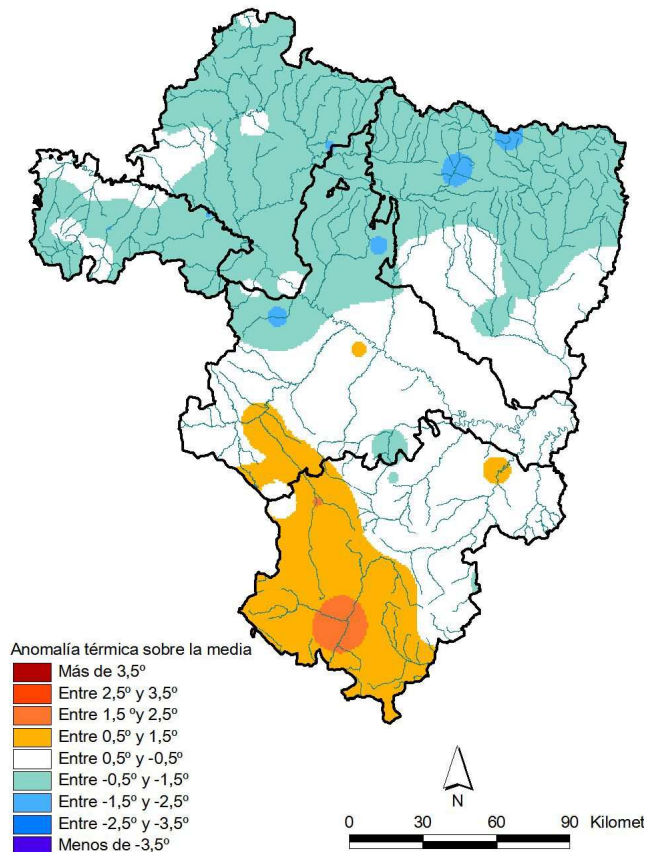 Anomalía térmica sobre la media
Más de 3,5º
Entre 2,5º y 3,5º
Entre 1,5 ºy 2,5º
Entre 0,5º y 1,5º
Entre 0,5º y -0,5º
Entre -0,5º y -1,5º
Entre -1,5º y -2,5º
Entre -2,5º y -3,5º
Menos de -3,5º
N
0 30 60 90 Kilomet